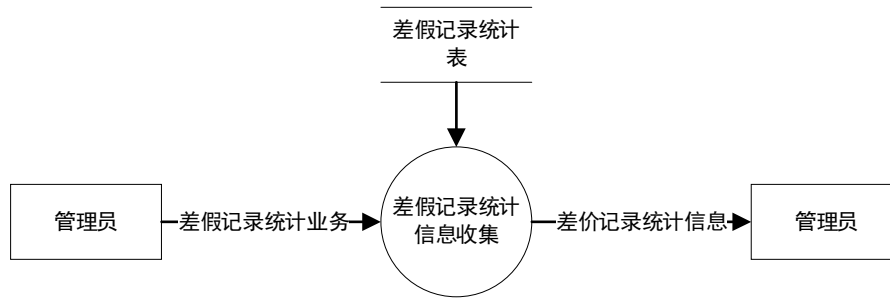 差假记录统计
表
管理员
差假记录统计业务
差假记录统计
信息收集
差价记录统计信息
管理员